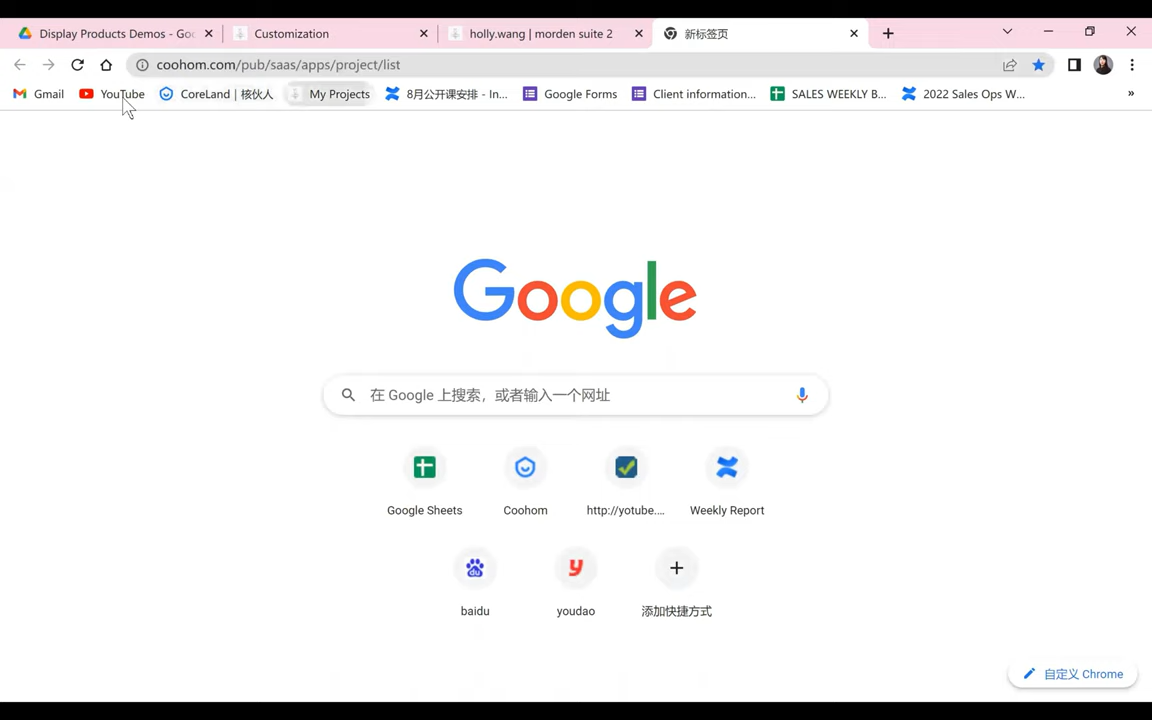 Display Products Demos - Goo
Customization
holly.wang | morden suite 2
新标签页
coohom.com/pub/saas/apps/project/list
Gmail
YouTube
CoreLand | 核伙人
My Projects
8月公开课安排 - In...
Google Forms
Client information...
SALES WEEKLY B...
2022 Sales Ops W...
»
Google
在 Google 上搜索，或者输入一个网址
Google Sheets
Coohom
http://yotube....
Weekly Report
baidu
youdao
添加快捷方式
自定义 Chrome